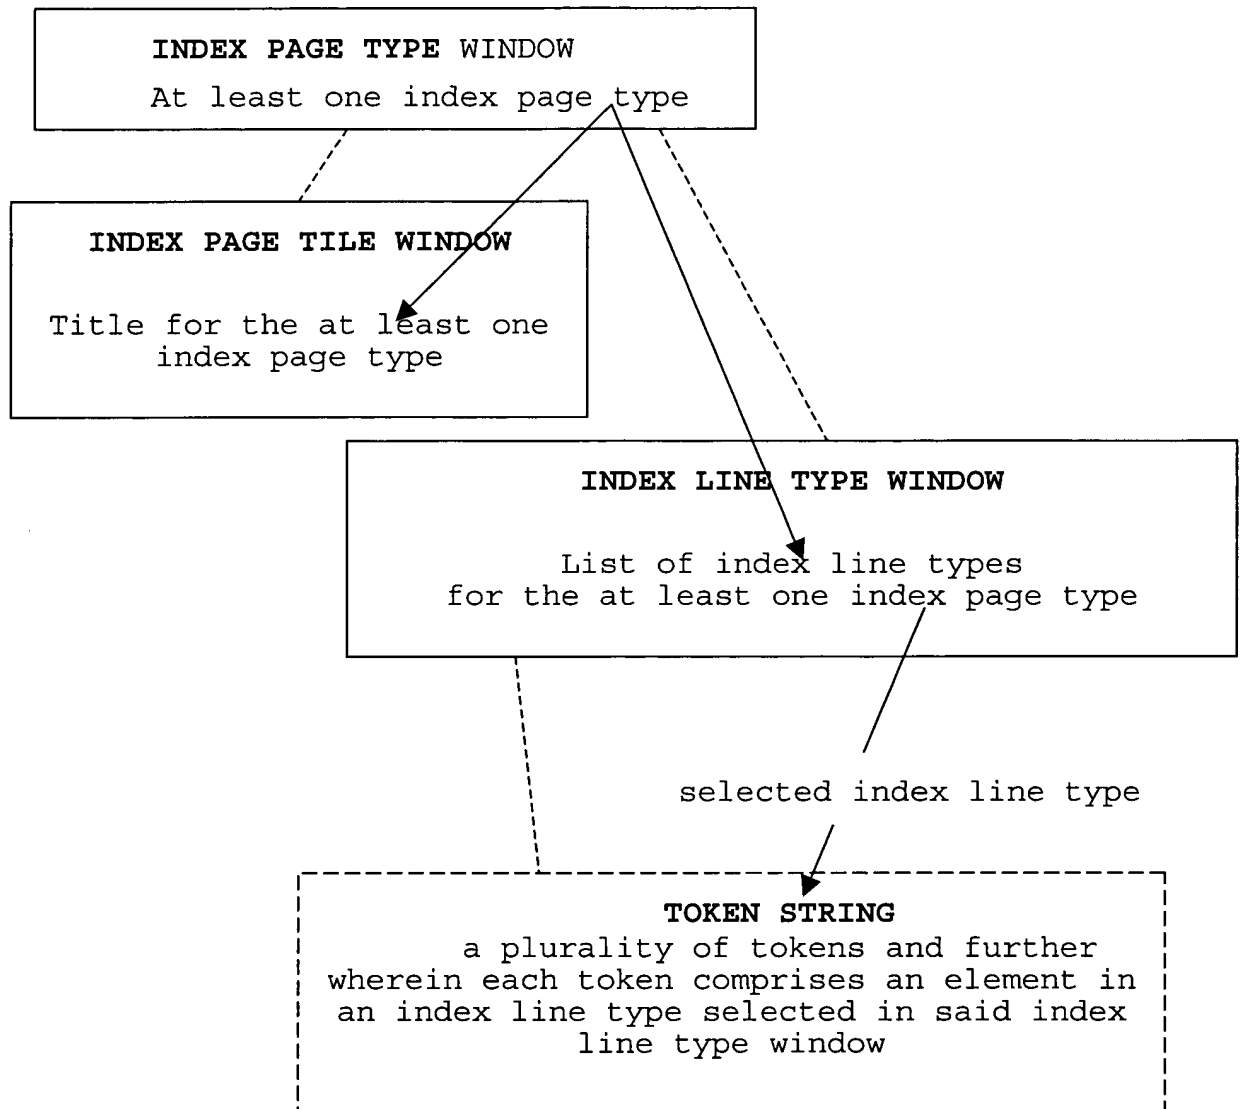 INDEX PAGE TYPE WINDOW
At least one index page type
INDEX PAGE TILE WINDOW
Title for the at least one
index page type
INDEX LINE TYPE WINDOW
List of index line types
for the at least one index page type
selected index line type
TOKEN STRING
a plurality of tokens and further
wherein each token comprises an element in
an index line type selected in said index
line type window